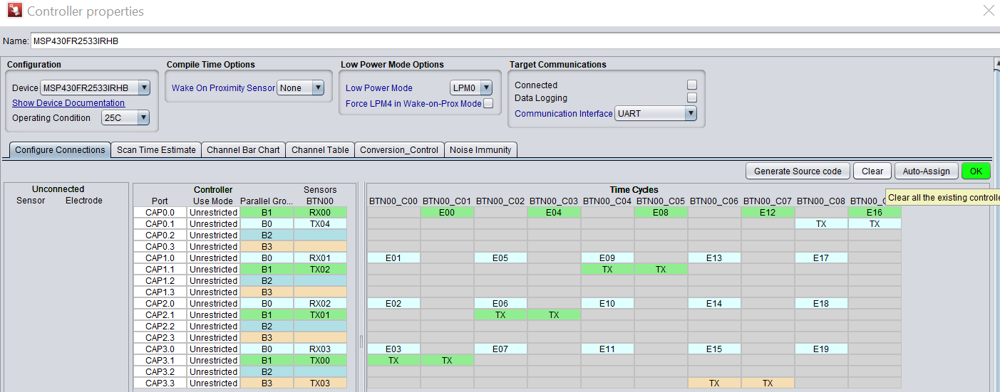 Controller properties
Name: MSP430FR2533IRHB
Configuration Compile Time Options Low Power Mode Options Target Communications
Device MSP430FR2533IRHB Wake On Proximity Sensor None Low Power Mode LPM0 Connected
Show Device Documentation Force LPM4 in Wake-on-Prox Mode Data Logging
Operating Condition 25C Communication Interface UART
Configure Connections Scan Time Estimate Channel Bar Chart Channel Table Conversion_Control Noise Immunity
Generate Source code Clear Auto-Assign OK
Unconnected Controller Sensors Time Cycles
Clear all the existing controlle
Sensor Electrode Port Use Mode Parallel Gro... BTN00 BTN00_C00 BTN00_C01 BTN00_C02 BTN00_C03 BTN00_C04 BTN00_C05 BTN00_C06 BTN00_C07 BTN00_C08
CAP0.0 Unrestricted B1 RX00 E00 E04 E08 E12 E16
CAP0.1 Unrestricted B0 TX04 TX TX
CAP0.2 Unrestricted B2
CAP0.3 Unrestricted B3
CAP1.0 Unrestricted B0 RX01 E01 E05 E09 E13 E17
CAP1.1 Unrestricted B1 TX02 TX TX
CAP1.2 Unrestricted B2
CAP1.3 Unrestricted B3
CAP2.0 Unrestricted B0 RX02 E02 E06 E10 E14 E18
CAP2.1 Unrestricted B1 TX01 TX TX
CAP2.2 Unrestricted B2
CAP2.3 Unrestricted B3
CAP3.0 Unrestricted B0 RX03 E03 E07 E11 E15 E19
CAP3.1 Unrestricted B1 TX00 TX TX
CAP3.2 Unrestricted B2
CAP3.3 Unrestricted B3 TX03 TX TX